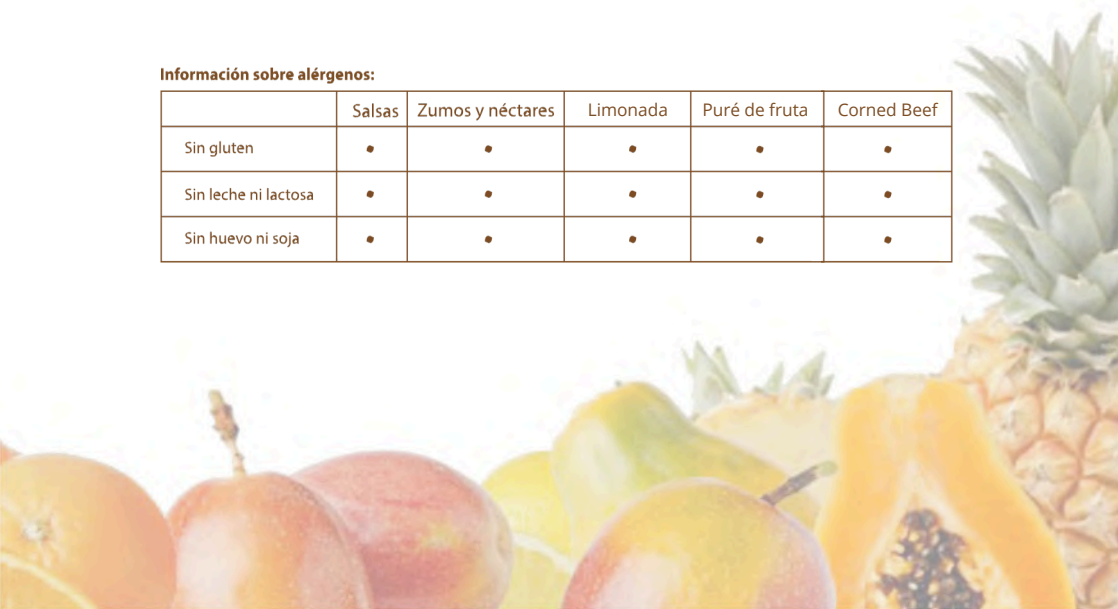 Información sobre alérgenos:
Salsas Zumos y néctares Limonada Puré de fruta Corned Beef
Sin gluten • • • • •
Sin leche ni lactosa • • • • •
Sin huevo ni soja • • • • •